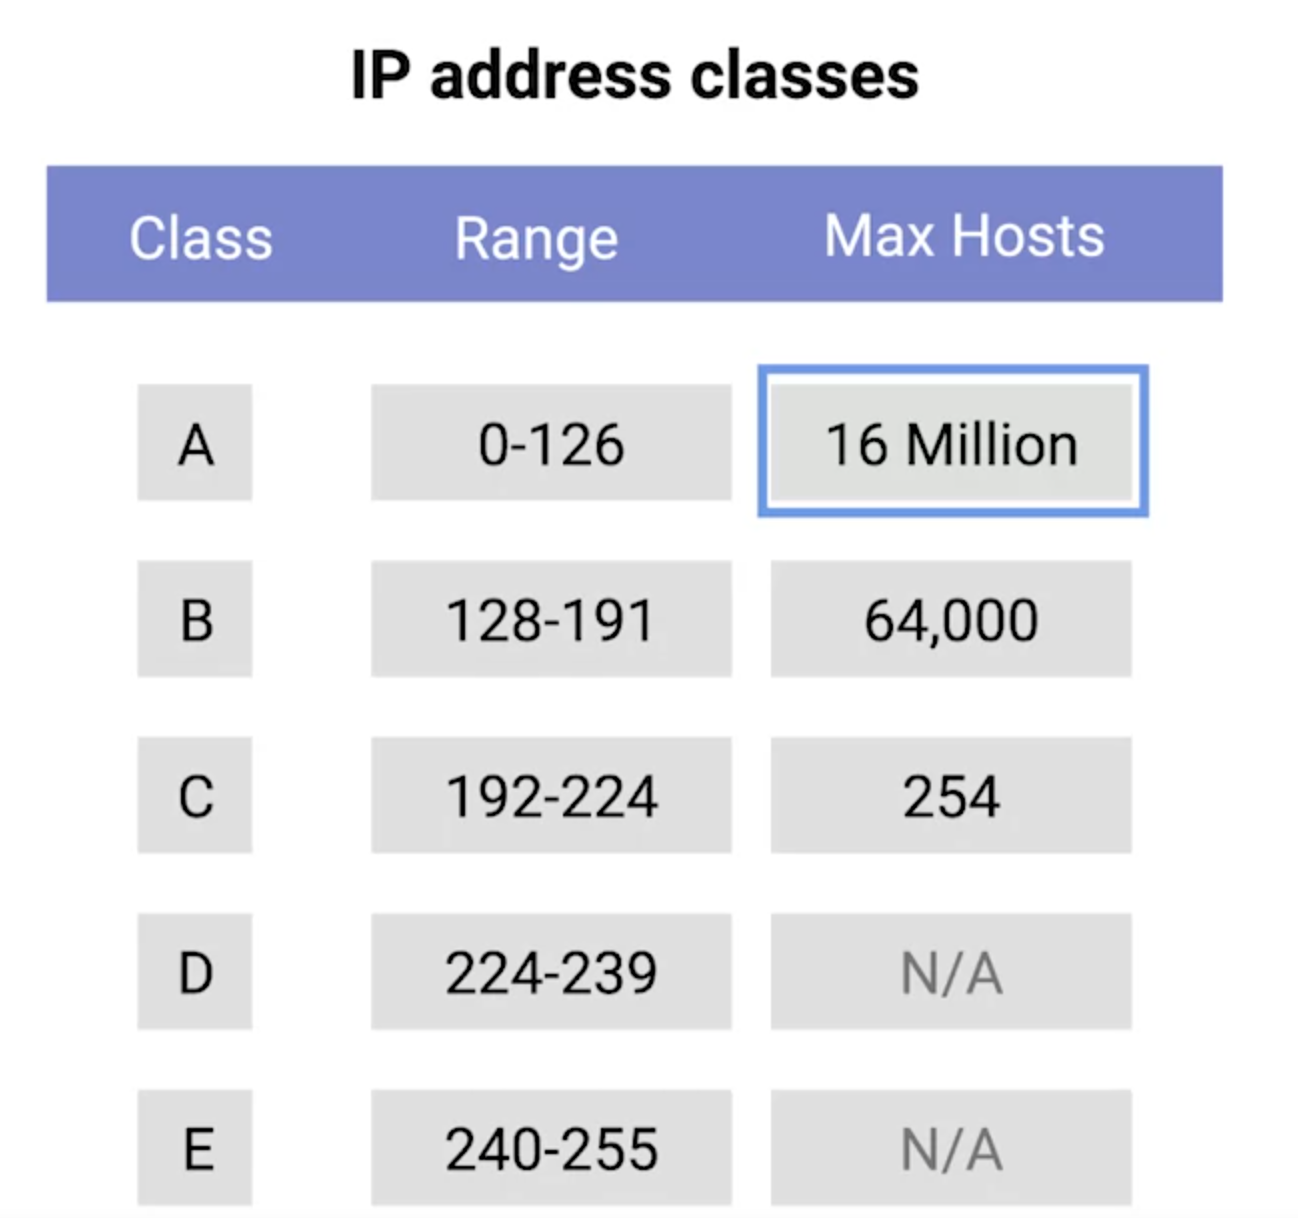 IP address classes
Class Range Max Hosts
A 0-126 16 Million
B 128-191 64,000
C 192-224 254
D 224-239 N/A
E 240-255 N/A